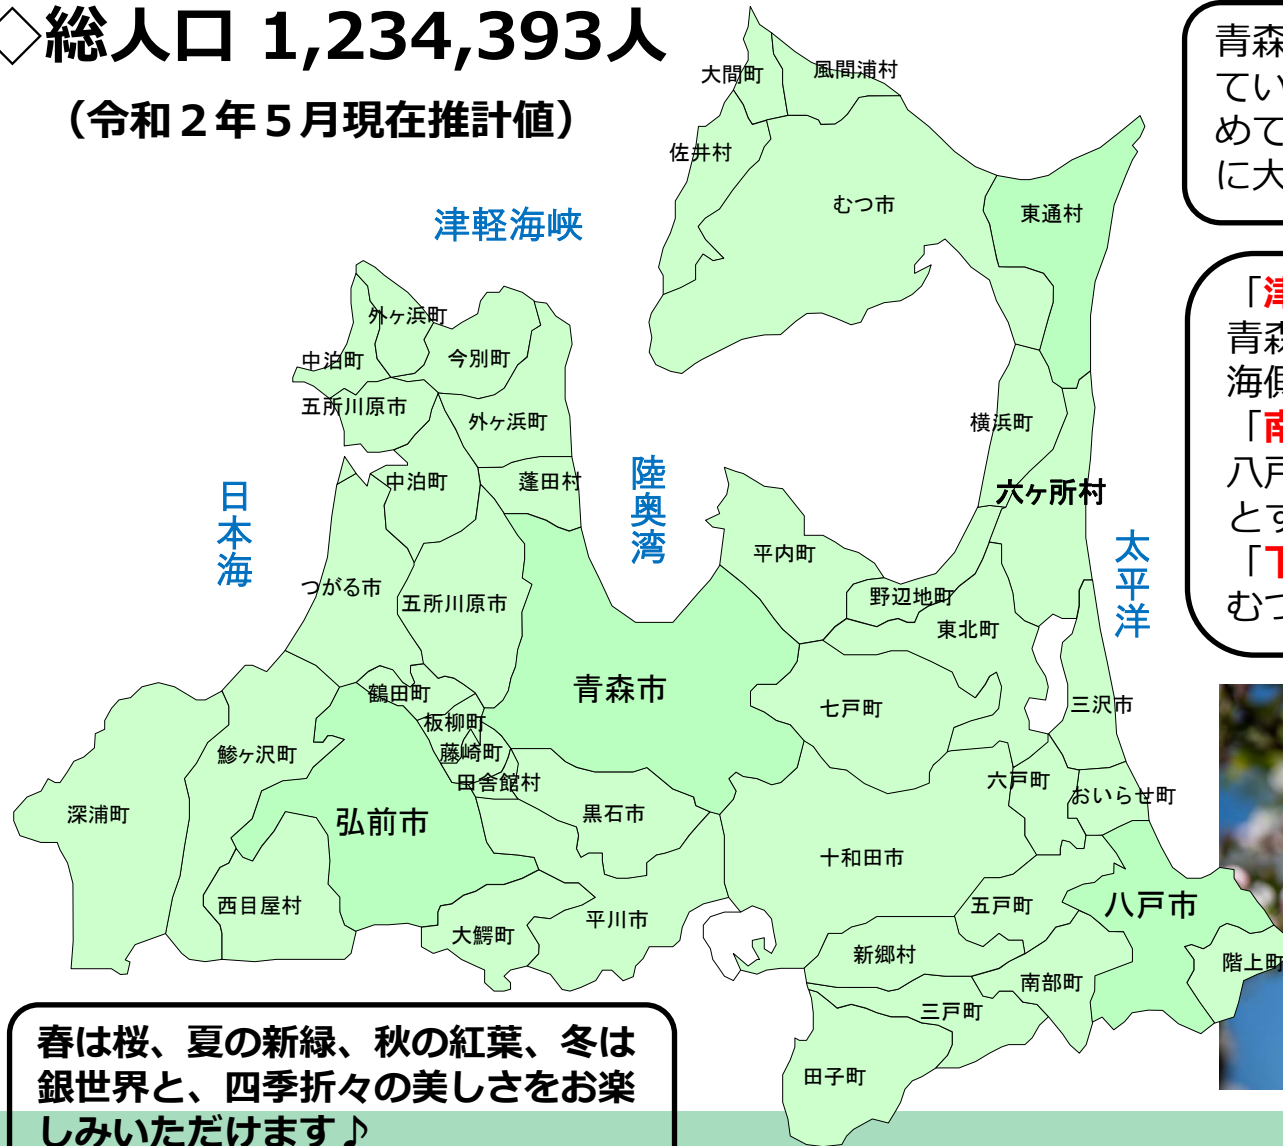 ◇総人口 1,234,393人
（令和２年５月現在推計値）
青森
てい
めて
に大
「津
青森
海側
「南
八戸
とす
「下
むつ
津軽海峡
日本海
陸奥湾
太平洋
大間町
風間浦村
佐井村
むつ市
東通村
外ヶ浜町
中泊町
今別町
五所川原市
外ヶ浜町
横浜町
中泊町
蓬田村
六ヶ所村
平内町
つがる市
五所川原市
野辺地町
東北町
青森市
鶴田町
七戸町
三沢市
板柳町
藤崎町
鰺ヶ沢町
田舎館村
六戸町
おいらせ町
深浦町
弘前市
黒石市
十和田市
西目屋村
五戸町
八戸市
大鰐町
平川市
新郷村
階上町
南部町
三戸町
田子町
春は桜、夏の新緑、秋の紅葉、冬は
銀世界と、四季折々の美しさをお楽
しみいただけます♪